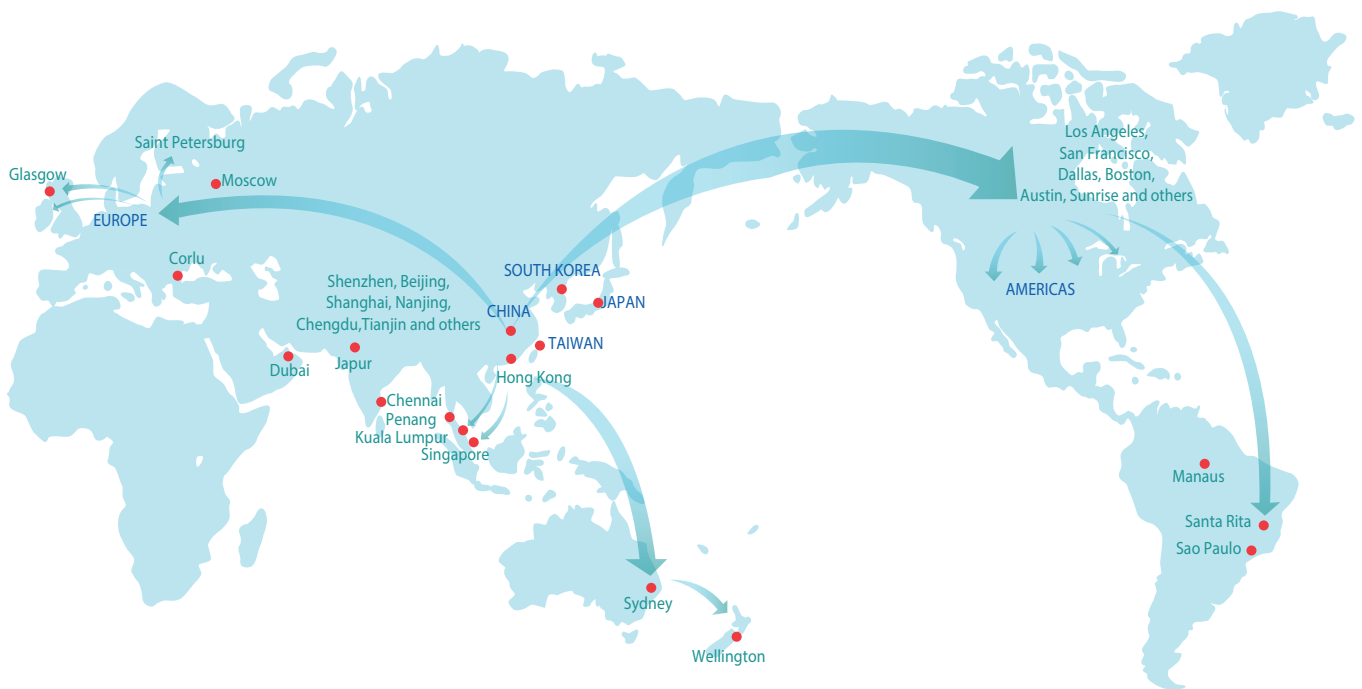 Saint Petersburg
Glasgow
Moscow
EUROPE
Corlu
Shenzhen, Beijing,
Shanghai, Nanjing,
Chengdu,Tianjin and others
SOUTH KOREA
JAPAN
CHINA
TAIWAN
Hong Kong
Dubai
Japur
Chennai
Penang
Kuala Lumpur
Singapore
Sydney
Wellington
Los Angeles,
San Francisco,
Dallas, Boston,
Austin, Sunrise and others
AMERICAS
Manaus
Santa Rita
Sao Paulo